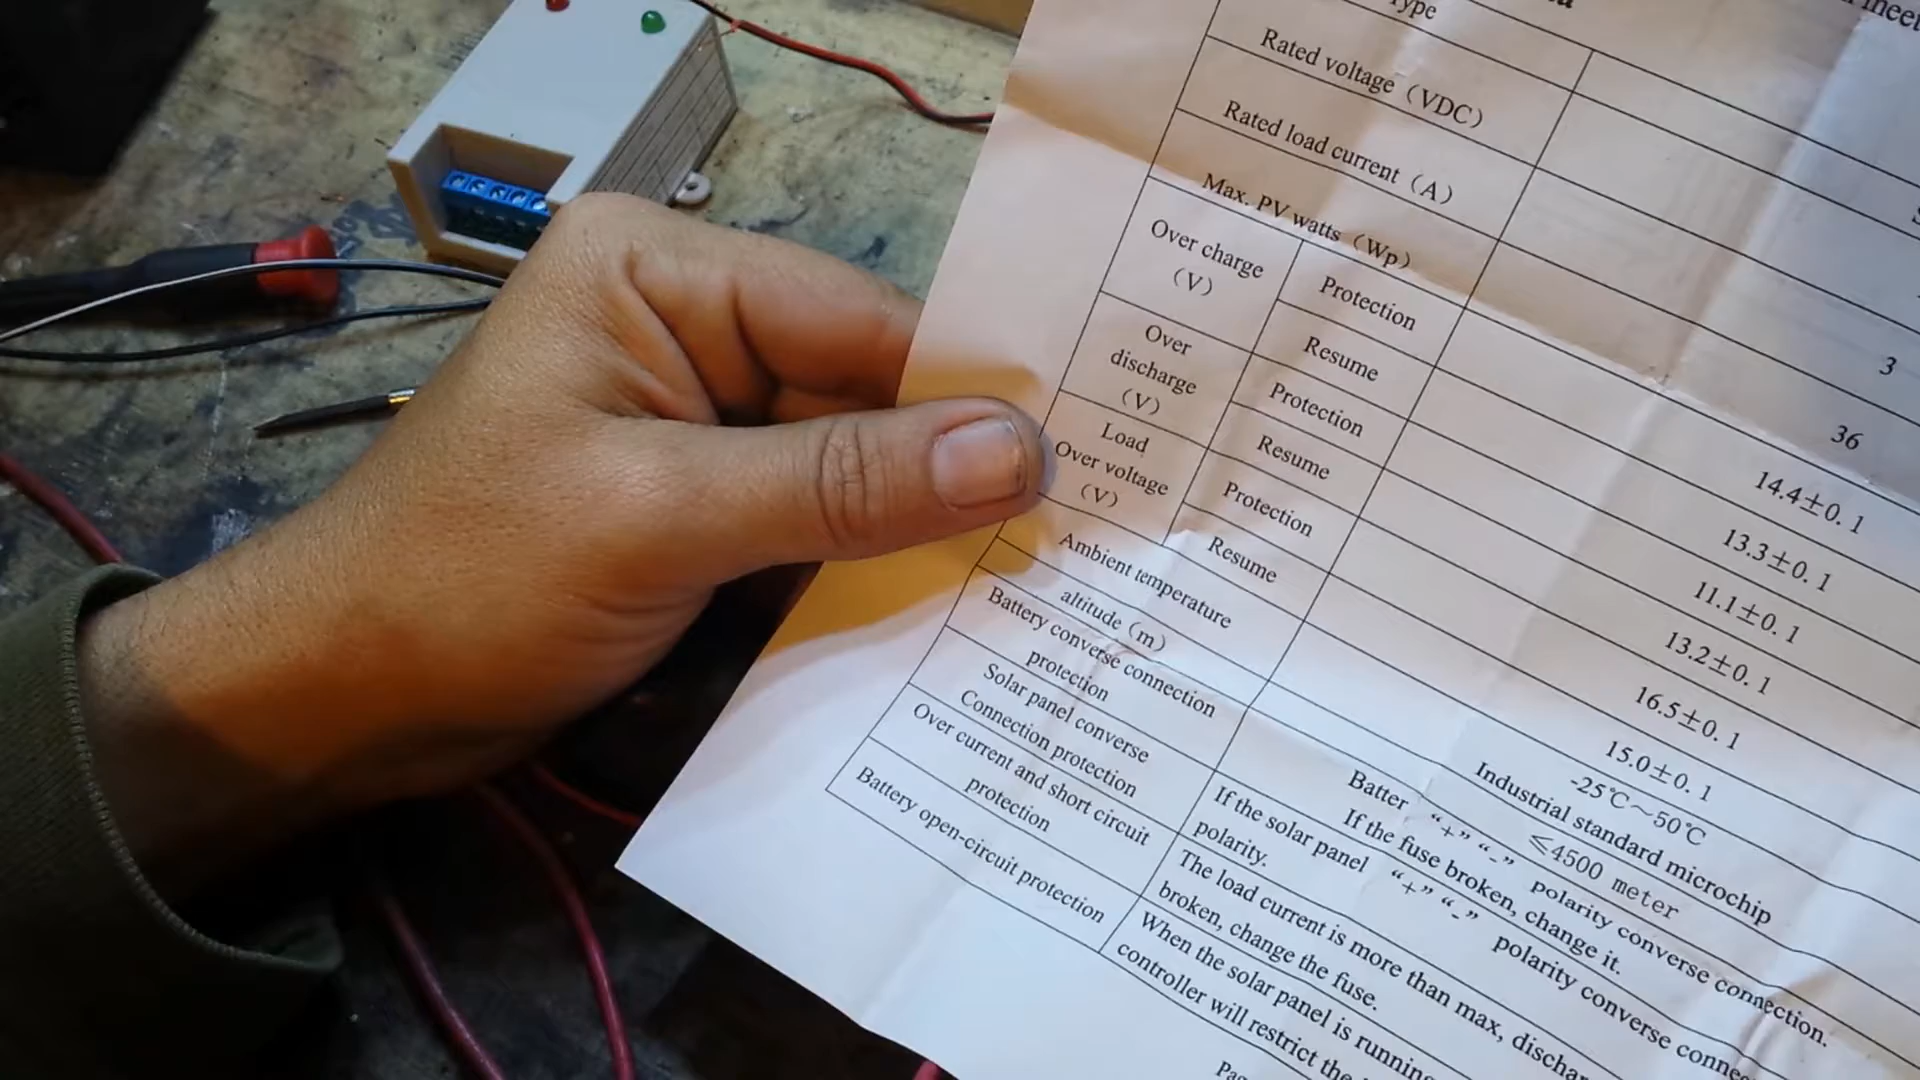 Type
Rated voltage（VDC）
Rated load current（A）
3
Max. PV watts（Wp）
36
Over charge
（V）
Protection
14.4±0.1
Resume
13.3±0.1
Over
discharge
（V）
Protection
11.1±0.1
Resume
13.2±0.1
Load
Over voltage
（V）
Protection
16.5±0.1
Resume
15.0±0.1
Ambient temperature
-25℃～50℃
altitude（m）
≤4500 meter
Industrial standard microchip
Battery converse connection
protection
Batter “+” “-” polarity converse connection.
If the fuse broken, change it.
Solar panel converse
Connection protection
If the solar panel “+” “-” polarity converse connec
polarity.
Over current and short circuit
protection
The load current is more than max, dischar
broken, change the fuse.
Battery open-circuit protection
When the solar panel is running
controller will restrict the